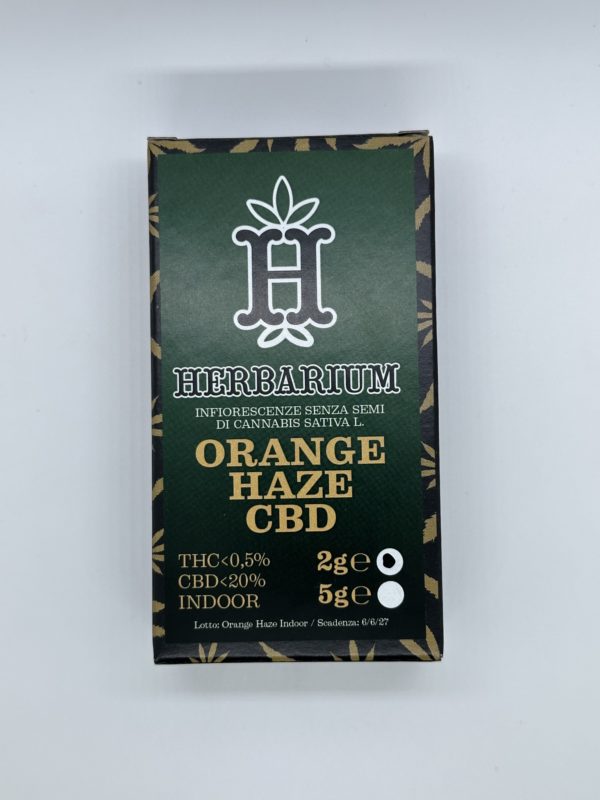 H
HERBARIUM
INFIORESCENZE SENZA SEMI
DI CANNABIS SATIVA L.
ORANGE
HAZE
CBD
THC<0,5% 2g℮
CBD<20% 5g℮
INDOOR
Lotto: Orange Haze Indoor / Scadenza: 6/6/27